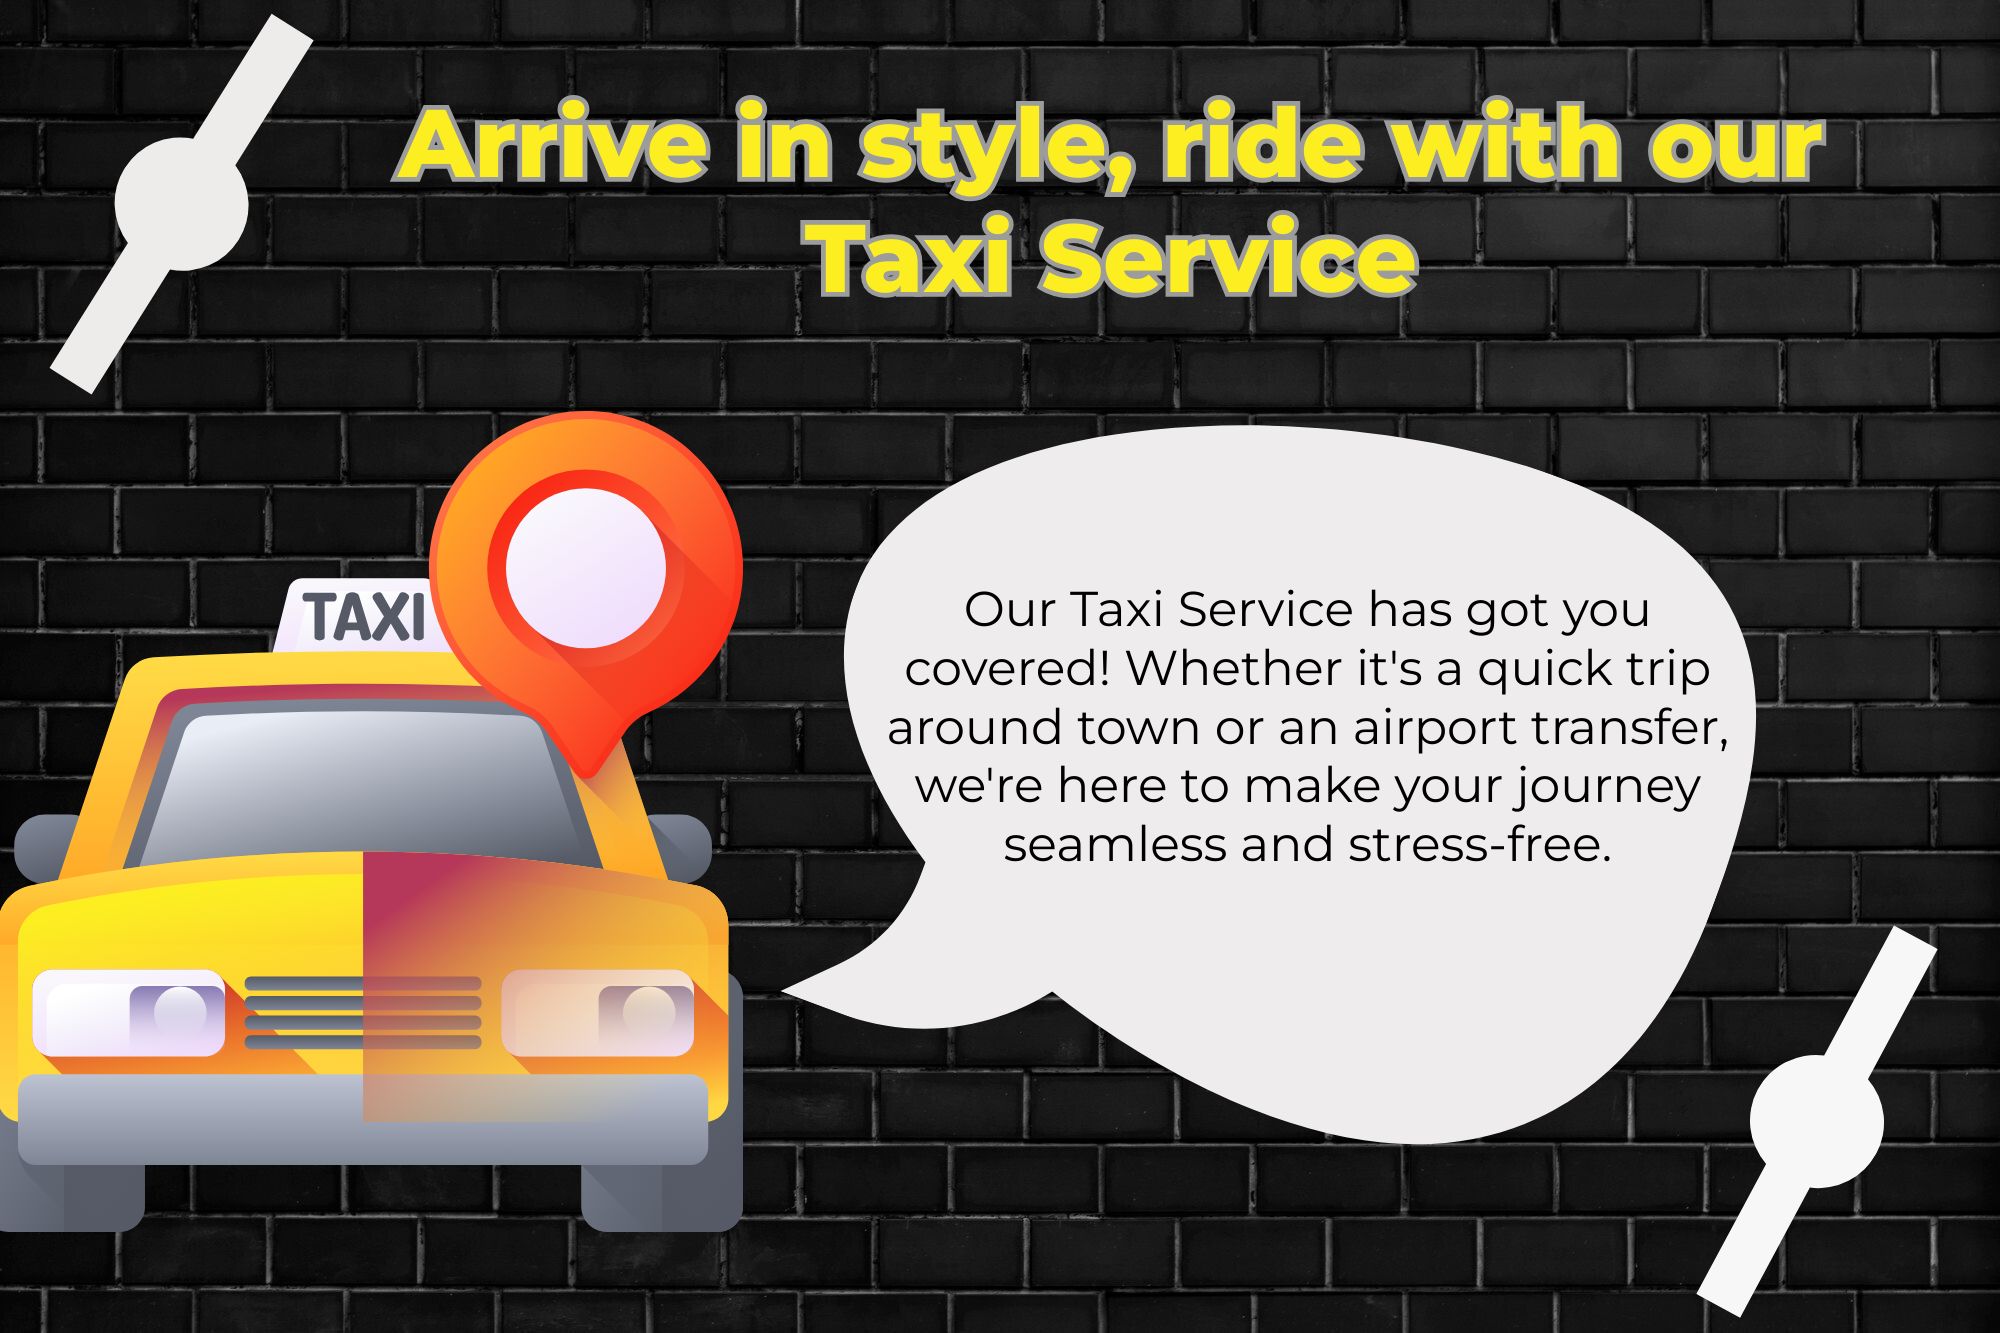 Arrive in style, ride with our
Taxi Service
TAXI
Our Taxi Service has got you
covered! Whether it's a quick trip
around town or an airport transfer,
we're here to make your journey
seamless and stress-free.